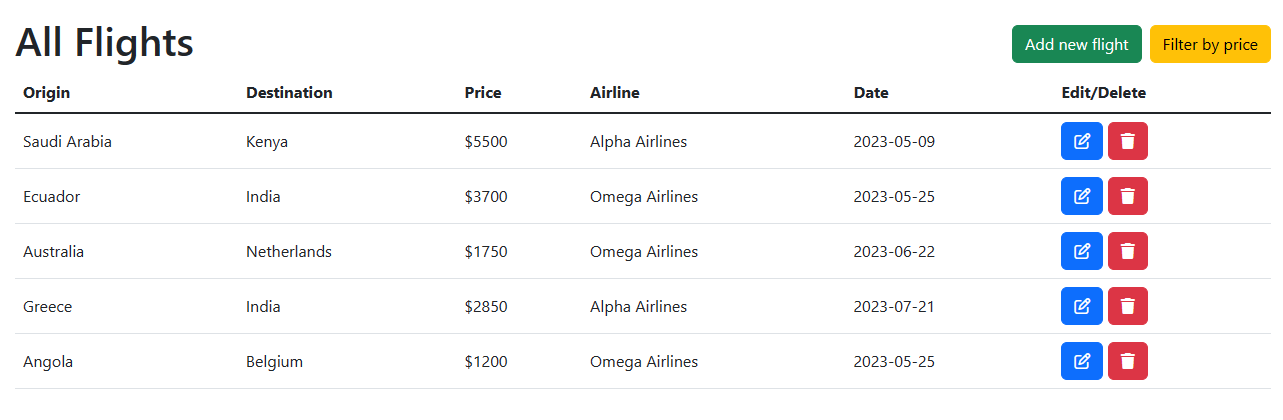 All Flights
Add new flight Filter by price
Origin Destination Price Airline Date Edit/Delete
Saudi Arabia Kenya $5500 Alpha Airlines 2023-05-09
Ecuador India $3700 Omega Airlines 2023-05-25
Australia Netherlands $1750 Omega Airlines 2023-06-22
Greece India $2850 Alpha Airlines 2023-07-21
Angola Belgium $1200 Omega Airlines 2023-05-25